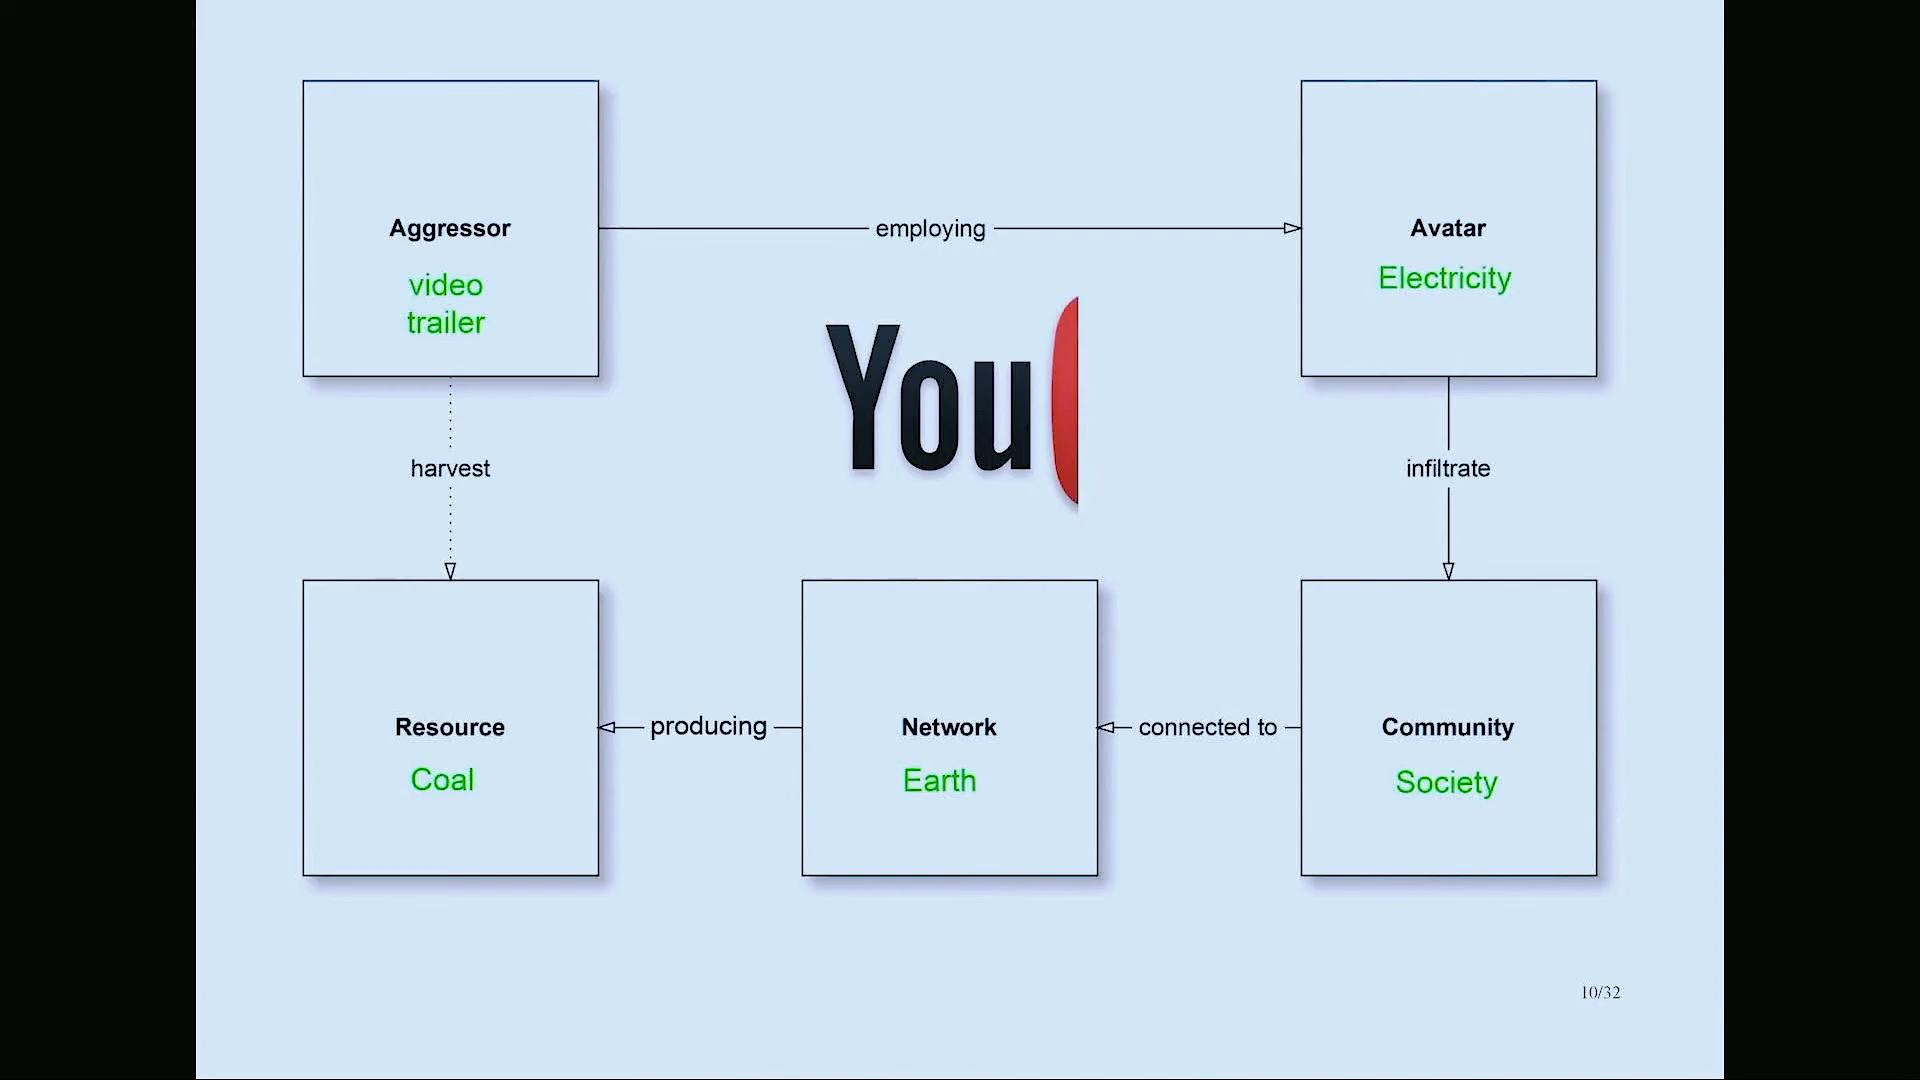 Aggressor
video
trailer
employing
Avatar
Electricity
You
harvest
infiltrate
Resource
Coal
producing
Network
Earth
connected to
Community
Society
10/32